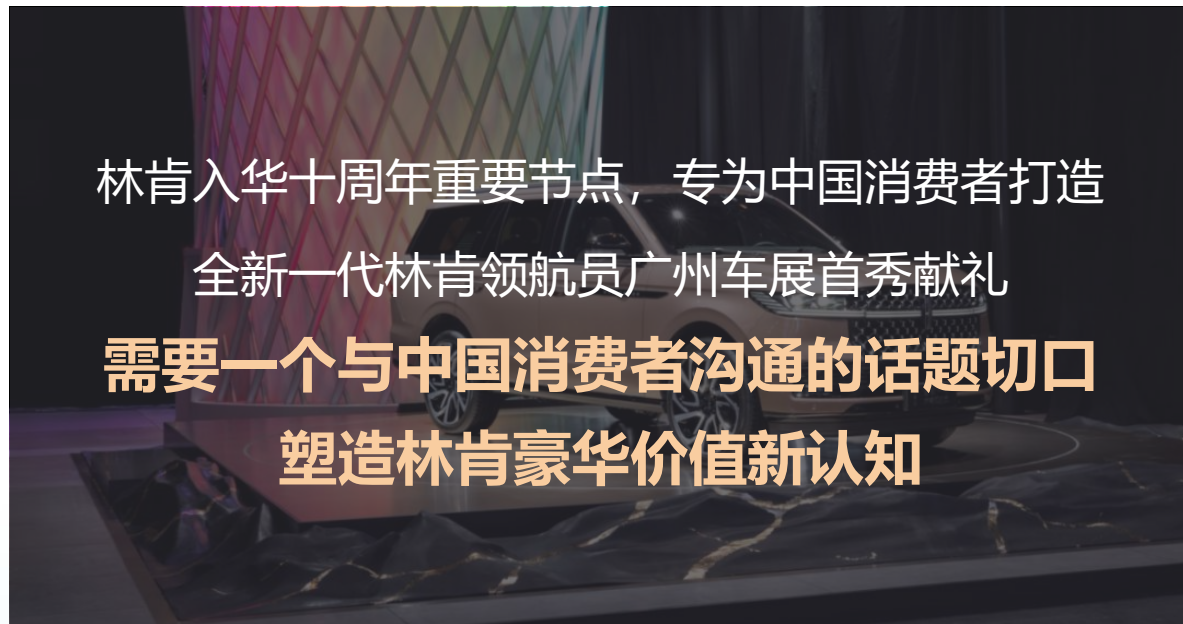 林肯入华十周年重要节点，专为中国消费者打造
全新一代林肯领航员广州车展首秀献礼
需要一个与中国消费者沟通的话题切口
塑造林肯豪华价值新认知